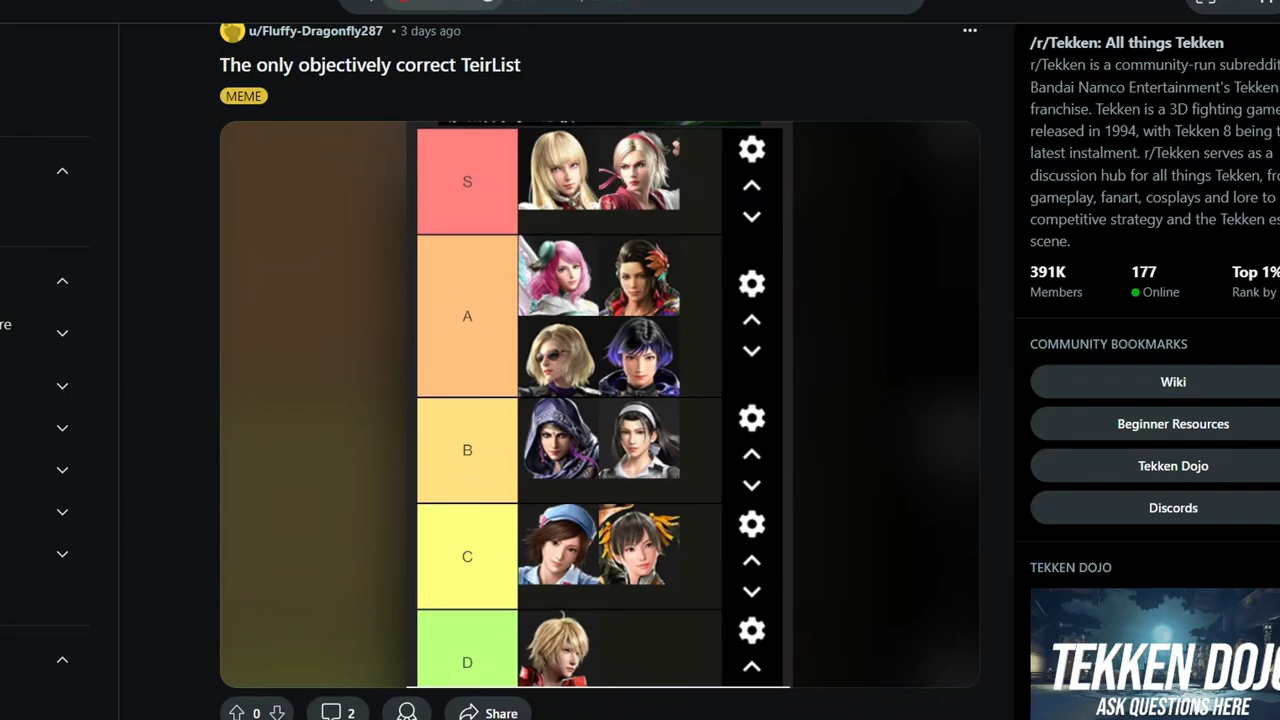 u/Fluffy-Dragonfly287 • 3 days ago
The only objectively correct TeirList
MEME
S
A
B
C
D
0
2
Share
re
/r/Tekken: All things Tekken
r/Tekken is a community-run subreddit
Bandai Namco Entertainment's Tekken
franchise. Tekken is a 3D fighting game
released in 1994, with Tekken 8 being
latest instalment. r/Tekken serves as a
discussion hub for all things Tekken,
gameplay, fanart, cosplays and lore to
competitive strategy and the Tekken
scene.
391K 177 Top 1%
Members Online Rank by
COMMUNITY BOOKMARKS
Wiki
Beginner Resources
Tekken Dojo
Discords
TEKKEN DOJO
TEKKEN DOJO
ASK QUESTIONS HERE